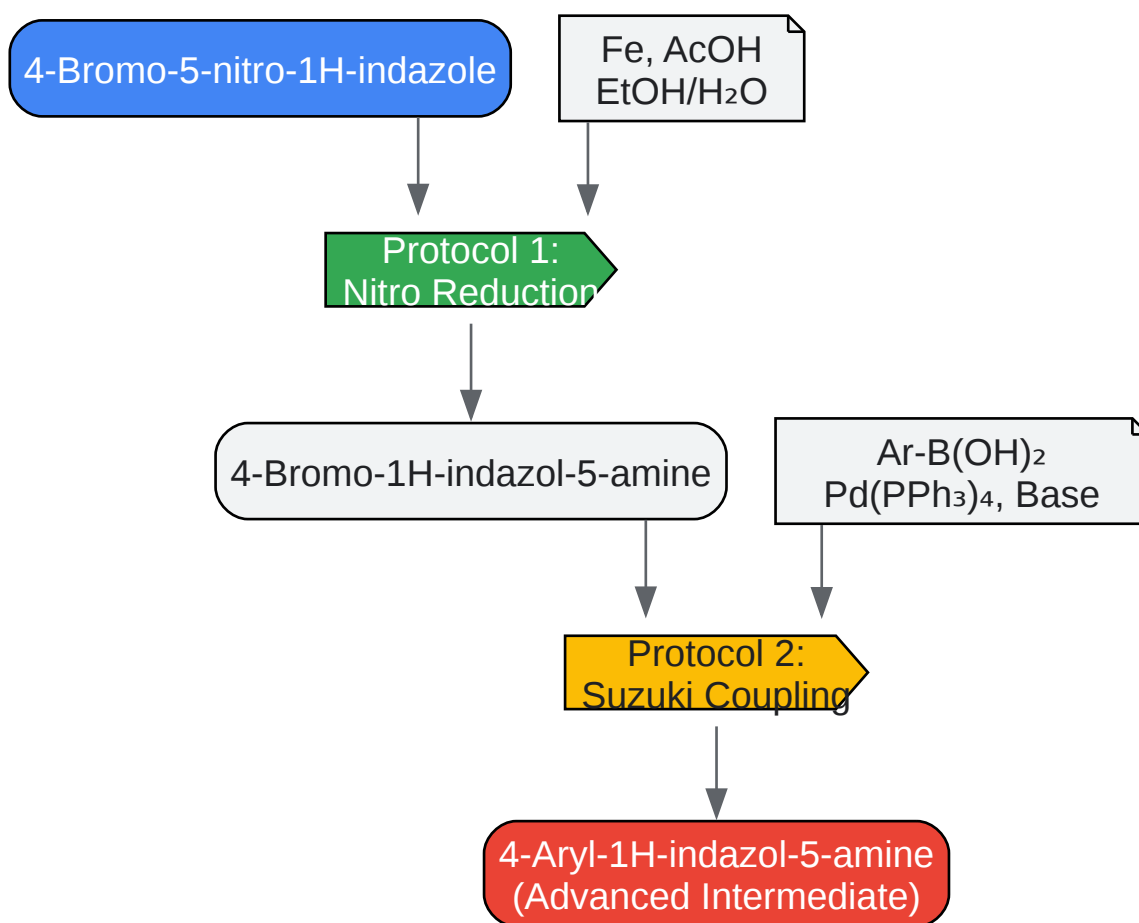 4-Bromo-5-nitro-1H-indazole
Fe, AcOH
EtOH/H₂O
Protocol 1:
Nitro Reduction
4-Bromo-1H-indazol-5-amine
Ar-B(OH)₂
Pd(PPh₃)₄, Base
Protocol 2:
Suzuki Coupling
4-Aryl-1H-indazol-5-amine
(Advanced Intermediate)